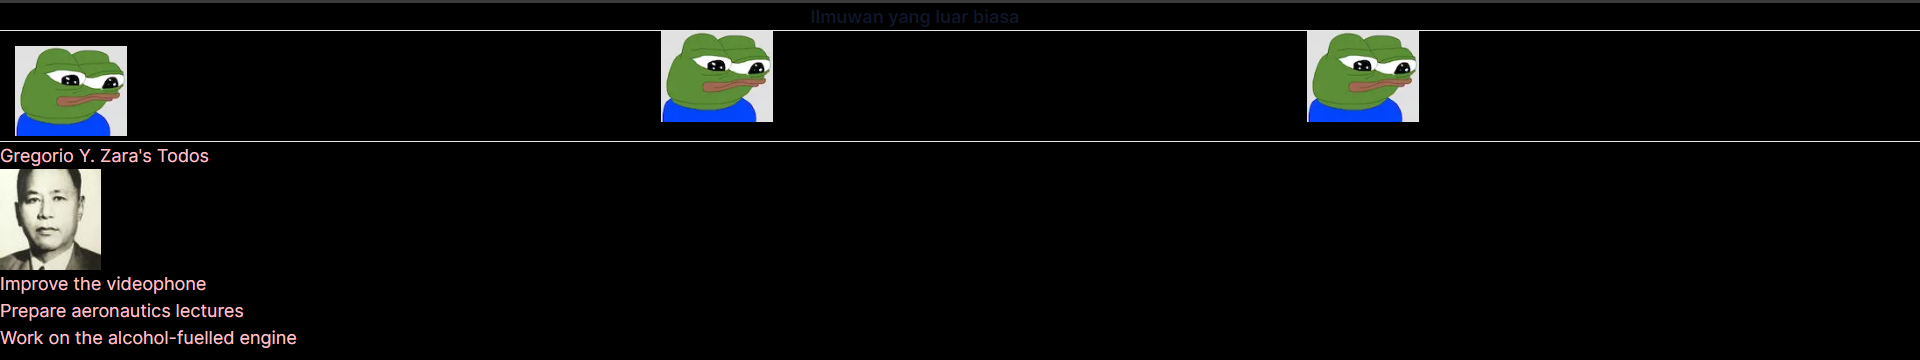 Ilmuwan yang luar biasa
Gregorio Y. Zara's Todos
Improve the videophone
Prepare aeronautics lectures
Work on the alcohol-fuelled engine